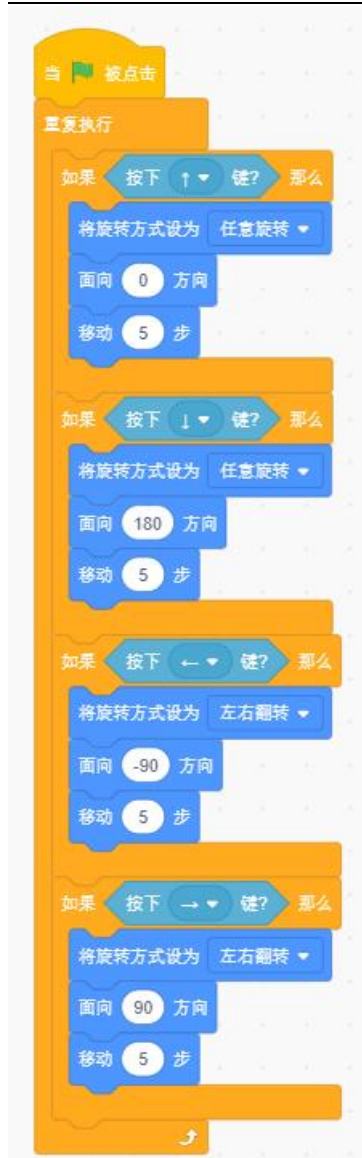 当 被点击
重复执行
如果 按下 ↑ 键? 那么
将旋转方式设为 任意旋转
面向 0 方向
移动 5 步
如果 按下 ↓ 键? 那么
将旋转方式设为 任意旋转
面向 180 方向
移动 5 步
如果 按下 ← 键? 那么
将旋转方式设为 左右翻转
面向 -90 方向
移动 5 步
如果 按下 → 键? 那么
将旋转方式设为 左右翻转
面向 90 方向
移动 5 步